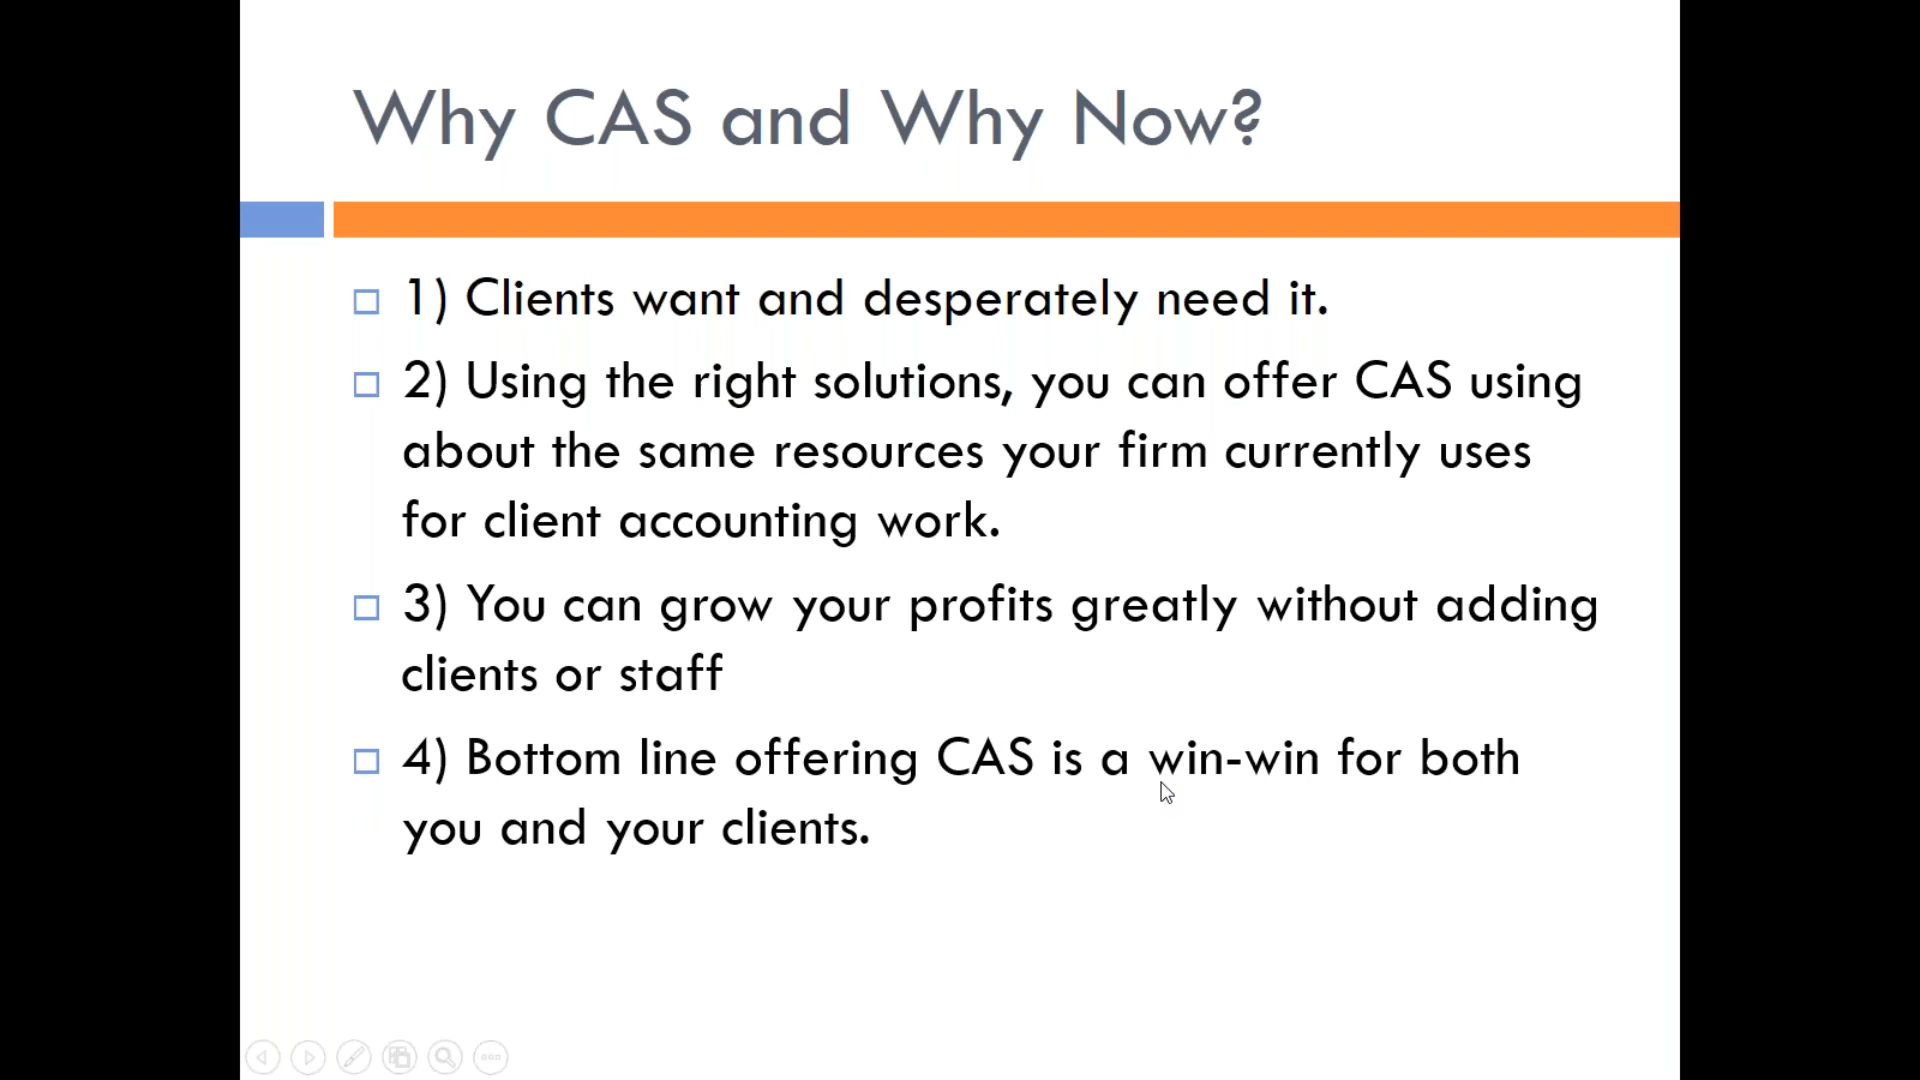 Why CAS and Why Now?
1) Clients want and desperately need it.
2) Using the right solutions, you can offer CAS using
about the same resources your firm currently uses
for client accounting work.
3) You can grow your profits greatly without adding
clients or staff
4) Bottom line offering CAS is a win-win for both
you and your clients.